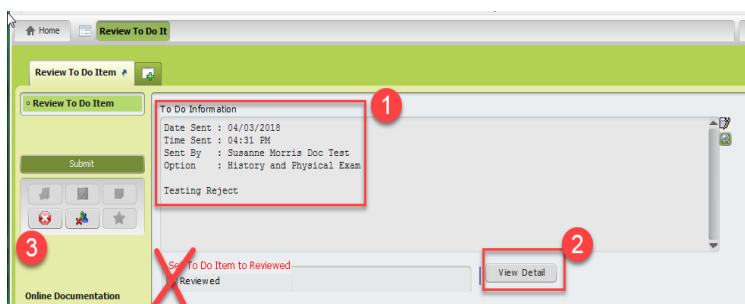 Home
Review To Do It
Review To Do Item
Review To Do Item
Submit
3
Online Documentation
To Do Information
1
Date Sent : 04/03/2018
Time Sent : 04:31 PM
Sent By : Susanne Morris Doc Test
Option : History and Physical Exam
Testing Reject
Set To Do Item to Reviewed
Reviewed
2
View Detail